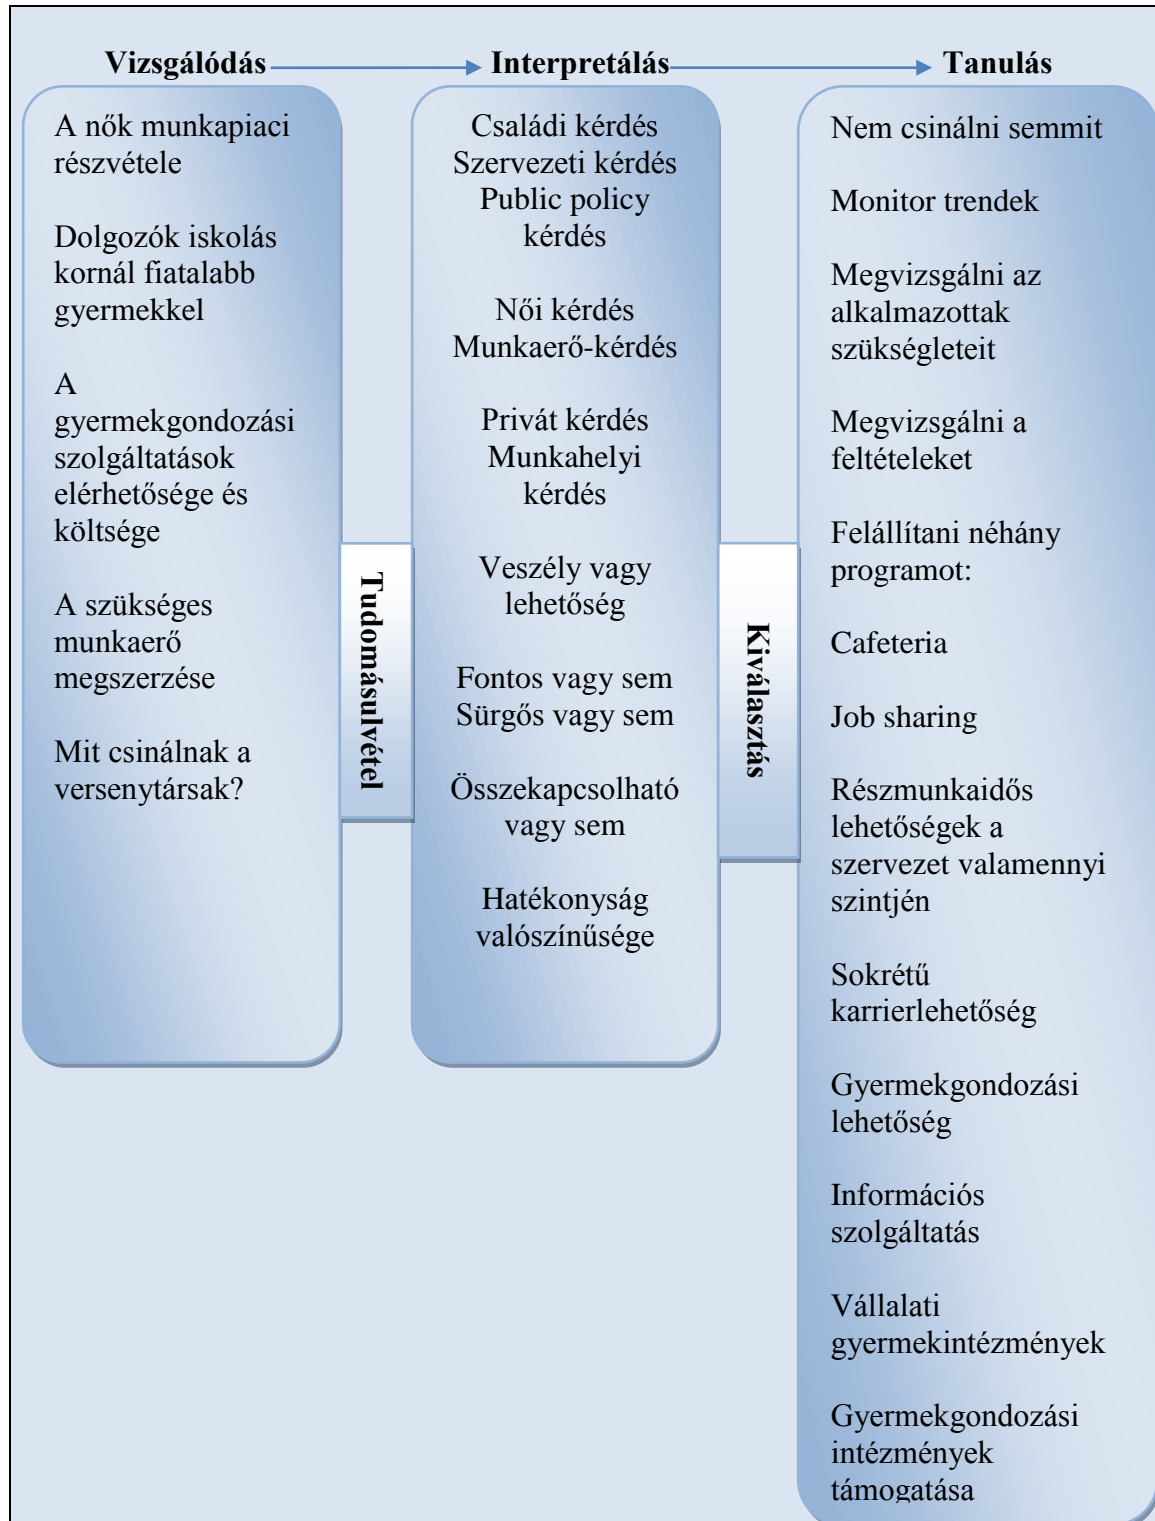 Vizsgálódás
Interpretálás
Tanulás
A nők munkapiaci
részvétele
Dolgozók iskolás
kornál fiatalabb
gyermekkel
A
gyermekgondozási
szolgáltatások
elérhetősége és
költsége
A szükséges
munkaerő
megszerzése
Mit csinálnak a
versenytársak?
Tudomásulvétel
Családi kérdés
Szervezeti kérdés
Public policy
kérdés
Női kérdés
Munkaerő-kérdés
Privát kérdés
Munkahelyi
kérdés
Veszély vagy
lehetőség
Fontos vagy sem
Sürgős vagy sem
Összekapcsolható
vagy sem
Hatékonyság
valószínűsége
Kiválasztás
Nem csinálni semmit
Monitor trendek
Megvizsgálni az
alkalmazottak
szükségleteit
Megvizsgálni a
feltételeket
Felállítani néhány
programot:
Cafeteria
Job sharing
Részmunkaidős
lehetőségek a
szervezet valamennyi
szintjén
Sokrétű
karrierlehetőség
Gyermekgondozási
lehetőség
Információs
szolgáltatás
Vállalati
gyermekintézmények
Gyermekgondozási
intézmények
támogatása